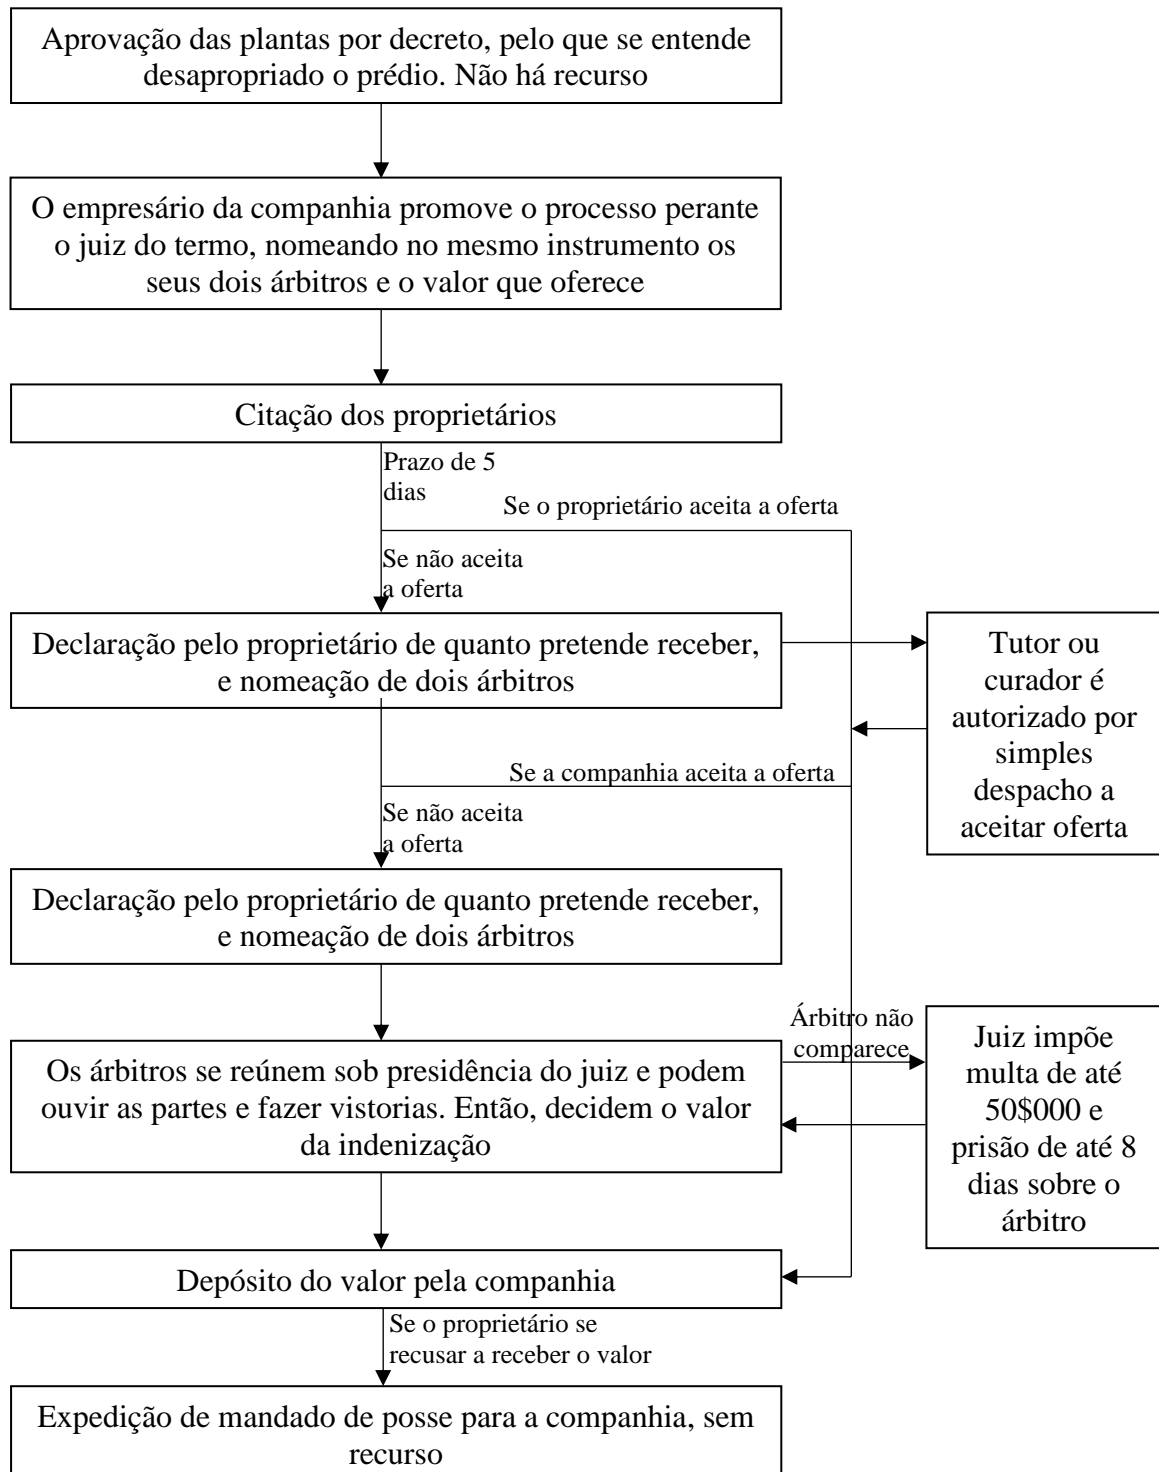 Aprovação das plantas por decreto, pelo que se entende
desapropriado o prédio. Não há recurso
O empresário da companhia promove o processo perante
o juiz do termo, nomeando no mesmo instrumento os
seus dois árbitros e o valor que oferece
Citação dos proprietários
Prazo de 5
dias
Se o proprietário aceita a oferta
Se não aceita
a oferta
Declaração pelo proprietário de quanto pretende receber,
e nomeação de dois árbitros
Tutor ou
curador é
autorizado por
simples
despacho a
aceitar oferta
Se a companhia aceita a oferta
Se não aceita
a oferta
Declaração pelo proprietário de quanto pretende receber,
e nomeação de dois árbitros
Árbitro não
comparece
Os árbitros se reúnem sob presidência do juiz e podem
ouvir as partes e fazer vistorias. Então, decidem o valor
da indenização
Juiz impõe
multa de até
50$000 e
prisão de até 8
dias sobre o
árbitro
Depósito do valor pela companhia
Se o proprietário se
recusar a receber o valor
Expedição de mandado de posse para a companhia, sem
recurso